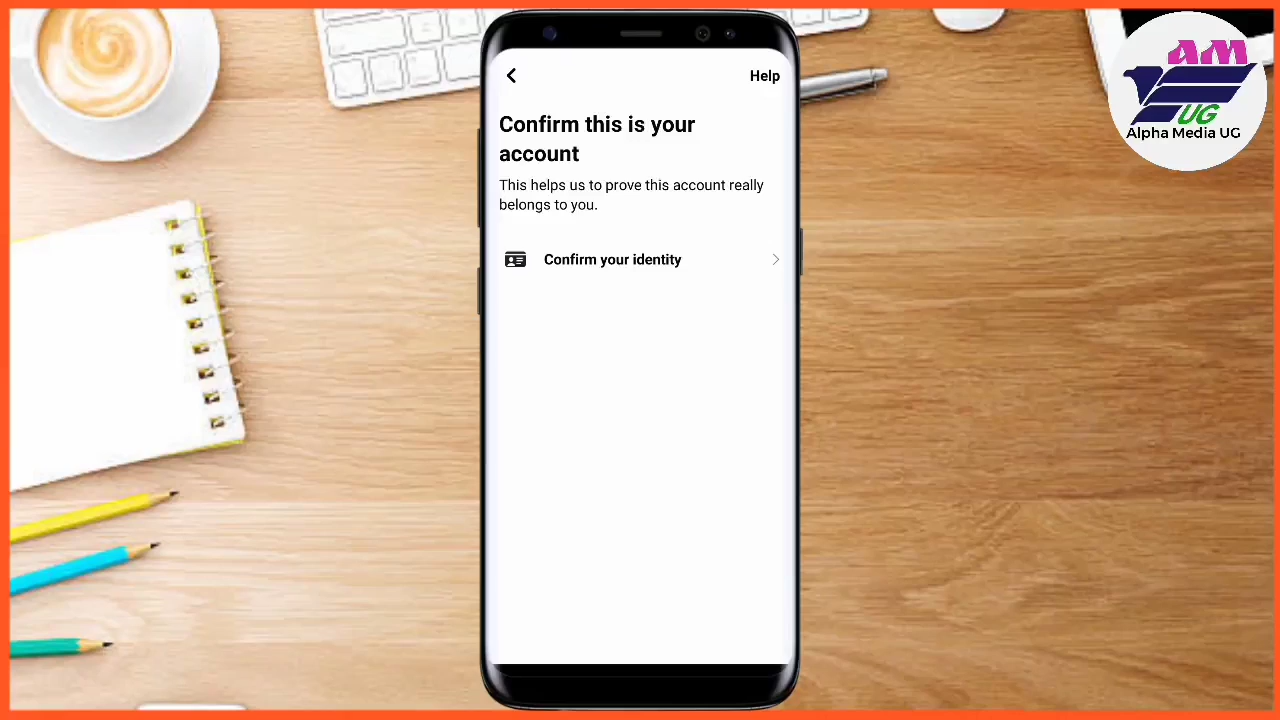 Help
Confirm this is your
account
This helps us to prove this account really
belongs to you.
Confirm your identity
AM
UG
Alpha Media UG